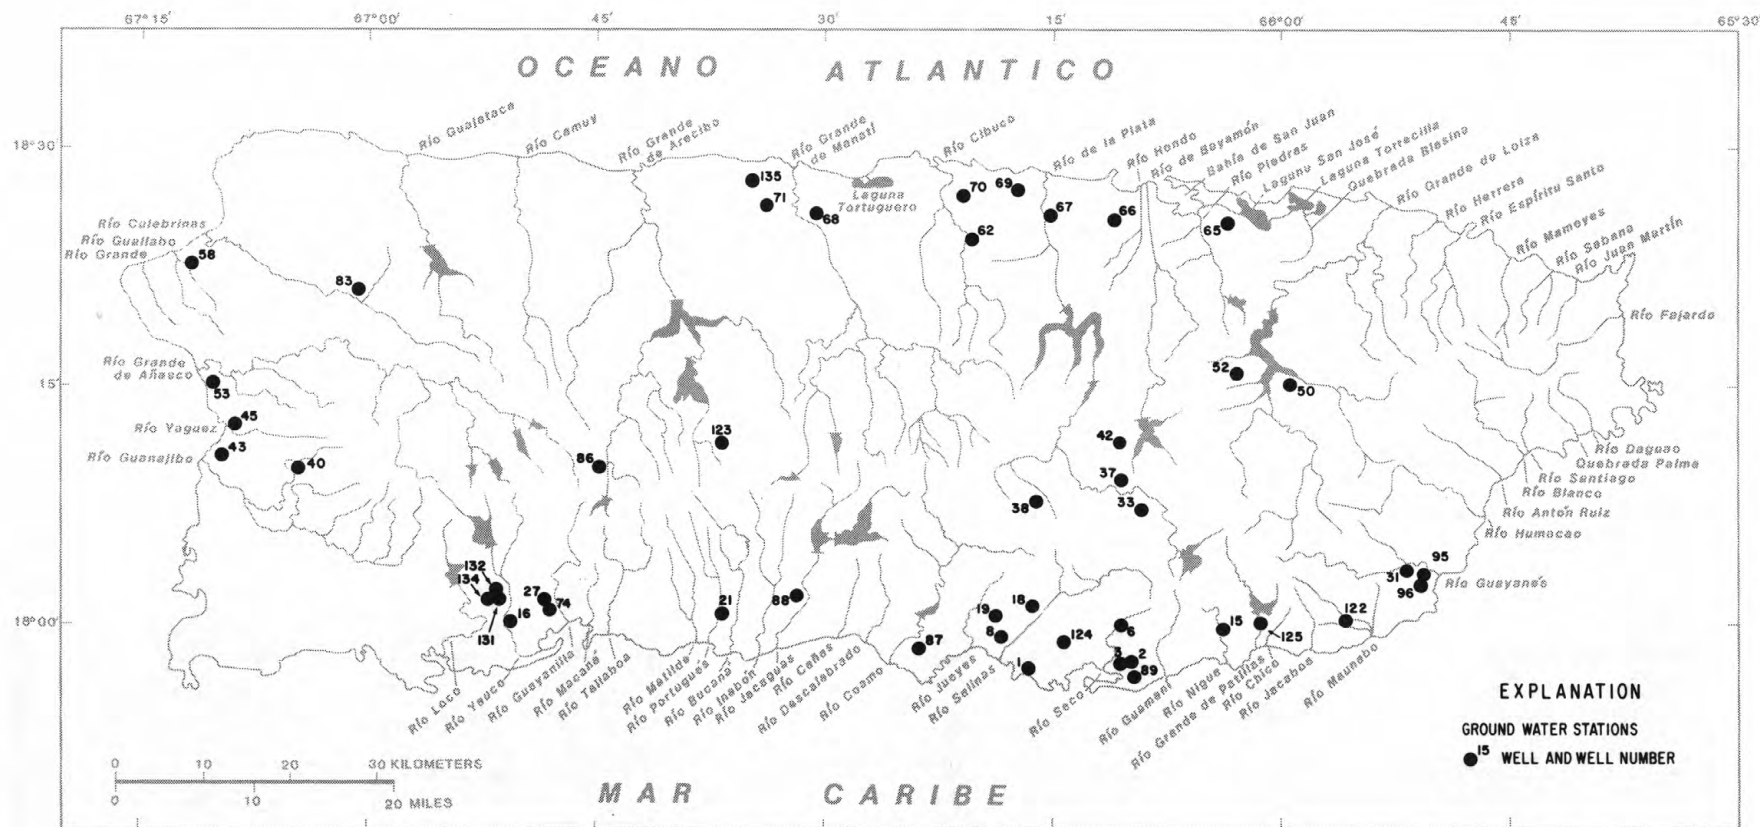 67°15′ 67°00′ 45′ 30′ 15′ 66°00′ 45′ 65°30′
OCEANO ATLANTICO
18°30′
15′
18°00′
Río Guajataca
Río Camuy
Río Grande
de Arecibo
Río Grande
de Manatí
Laguna
Tortuguero
Río Cibuco
Río de la Plata
Río Hondo
Río de Bayamón
Bahía de San Juan
Río Piedras
Laguna San José
Laguna Torrecilla
Quebrada Blasina
Río Grande de Loiza
Río Herrera
Río Espíritu Santo
Río Mameyes
Río Sabana
Río Juan Martín
Río Fajardo
Río Culebrinas
Río Guallabo
Río Grande
Río Grande
de Añasco
Río Yaguez
Río Guanajibo
Río Daguao
Quebrada Palma
Río Santiago
Río Blanco
Río Antón Ruiz
Río Humacao
Río Guayanés
135
71
68
70
69
62
67
66
65
58
83
53
45
43
40
86
123
52
50
42
37
38
33
132
134
131
16
27
74
21
88
87
19
18
8
1
124
6
3
2
89
15
125
122
31
95
96
Río Loco
Río Yauco
Río Guayanilla
Río Macaná
Río Tallaboa
Río Matilde
Río Portugues
Río Bucaná
Río Inabón
Río Jacaguas
Río Cañas
Río Descalabrado
Río Coamo
Río Jueyes
Río Salinas
Río Seco
Río Guamaní
Río Nigua
Río Grande de Patillas
Río Chico
Río Jacaboa
Río Maunabo
EXPLANATION
GROUND WATER STATIONS
15 WELL AND WELL NUMBER
0 10 20 30 KILOMETERS
0 10 20 MILES
MAR CARIBE